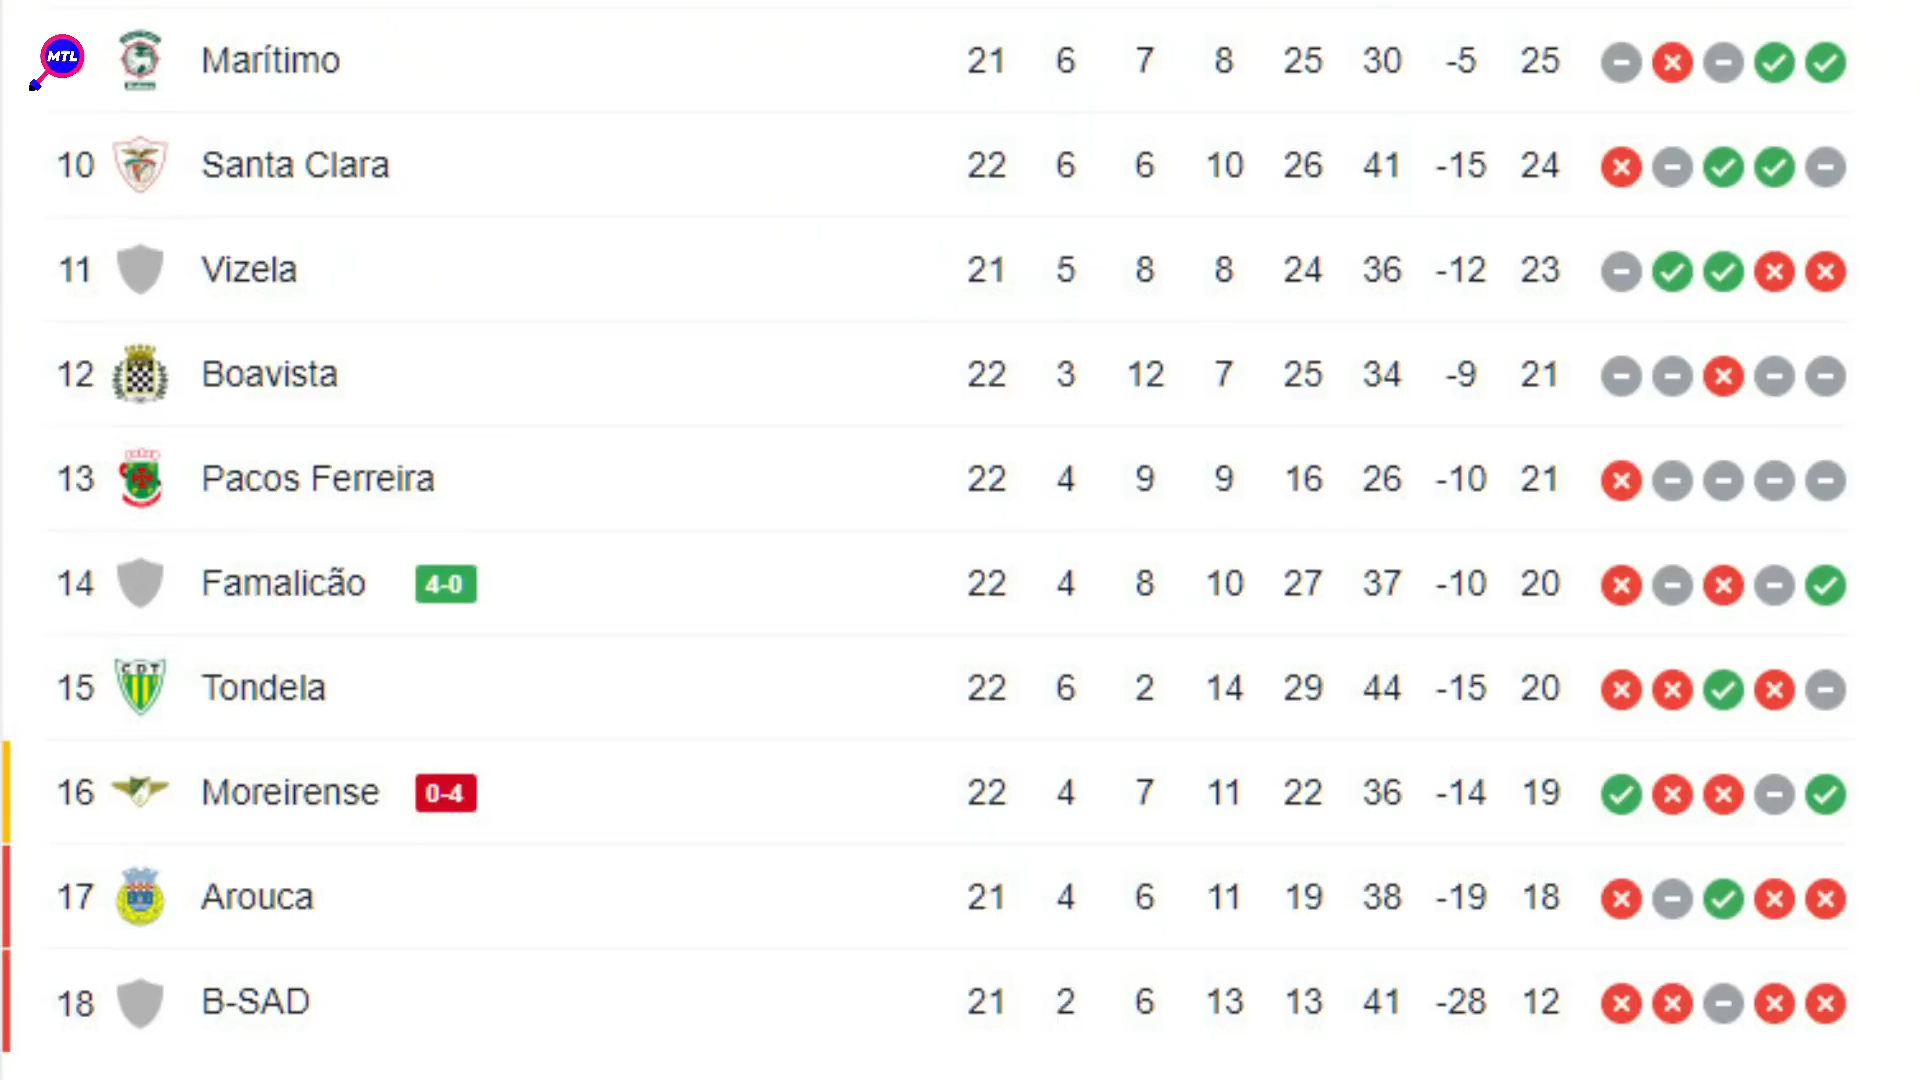 MTL
Marítimo 21 6 7 8 25 30 -5 25
10 Santa Clara 22 6 6 10 26 41 -15 24
11 Vizela 21 5 8 8 24 36 -12 23
12 Boavista 22 3 12 7 25 34 -9 21
13 Pacos Ferreira 22 4 9 9 16 26 -10 21
14 Famalicão 4-0 22 4 8 10 27 37 -10 20
CDT
15 Tondela 22 6 2 14 29 44 -15 20
16 Moreirense 0-4 22 4 7 11 22 36 -14 19
17 Arouca 21 4 6 11 19 38 -19 18
18 B-SAD 21 2 6 13 13 41 -28 12